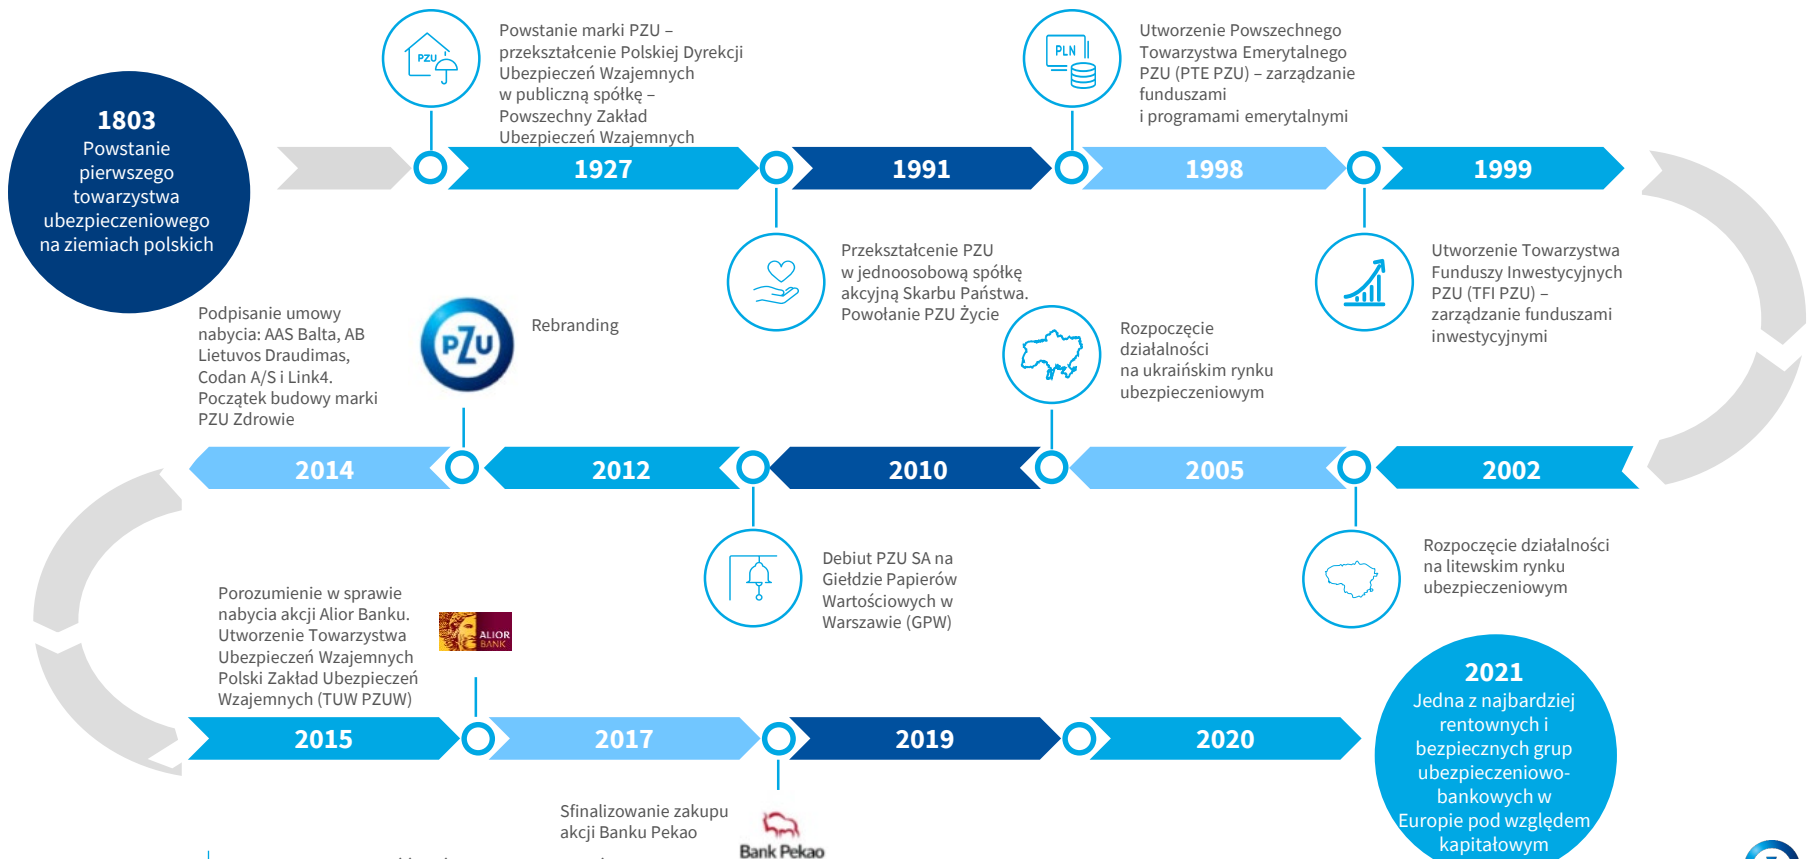 1803
Powstanie
pierwszego
towarzystwa
ubezpieczeniowego
na ziemiach polskich
PZU
Powstanie marki PZU –
przekształcenie Polskiej Dyrekcji
Ubezpieczeń Wzajemnych
w publiczną spółkę –
Powszechny Zakład
Ubezpieczeń Wzajemnych
PLN
Utworzenie Powszechnego
Towarzystwa Emerytalnego
PZU (PTE PZU) – zarządzanie
funduszami
i programami emerytalnymi
1927
1991
1998
1999
Przekształcenie PZU
w jednoosobową spółkę
akcyjną Skarbu Państwa.
Powołanie PZU Życie
Utworzenie Towarzystwa
Funduszy Inwestycyjnych
PZU (TFI PZU) –
zarządzanie funduszami
inwestycyjnymi
Podpisanie umowy
nabycia: AAS Balta, AB
Lietuvos Draudimas,
Codan A/S i Link4.
Początek budowy marki
PZU Zdrowie
PZU
Rebranding
Rozpoczęcie
działalności
na ukraińskim rynku
ubezpieczeniowym
2014
2012
2010
2005
2002
Debiut PZU SA na
Giełdzie Papierów
Wartościowych w
Warszawie (GPW)
Rozpoczęcie działalności
na litewskim rynku
ubezpieczeniowym
Porozumienie w sprawie
nabycia akcji Alior Banku.
Utworzenie Towarzystwa
Ubezpieczeń Wzajemnych
Polski Zakład Ubezpieczeń
Wzajemnych (TUW PZUW)
ALIOR
BANK
2015
2017
2019
2020
2021
Jedna z najbardziej
rentownych i
bezpiecznych grup
ubezpieczeniowo-
bankowych w
Europie pod względem
kapitałowym
Sfinalizowanie zakupu
akcji Banku Pekao
Bank Pekao